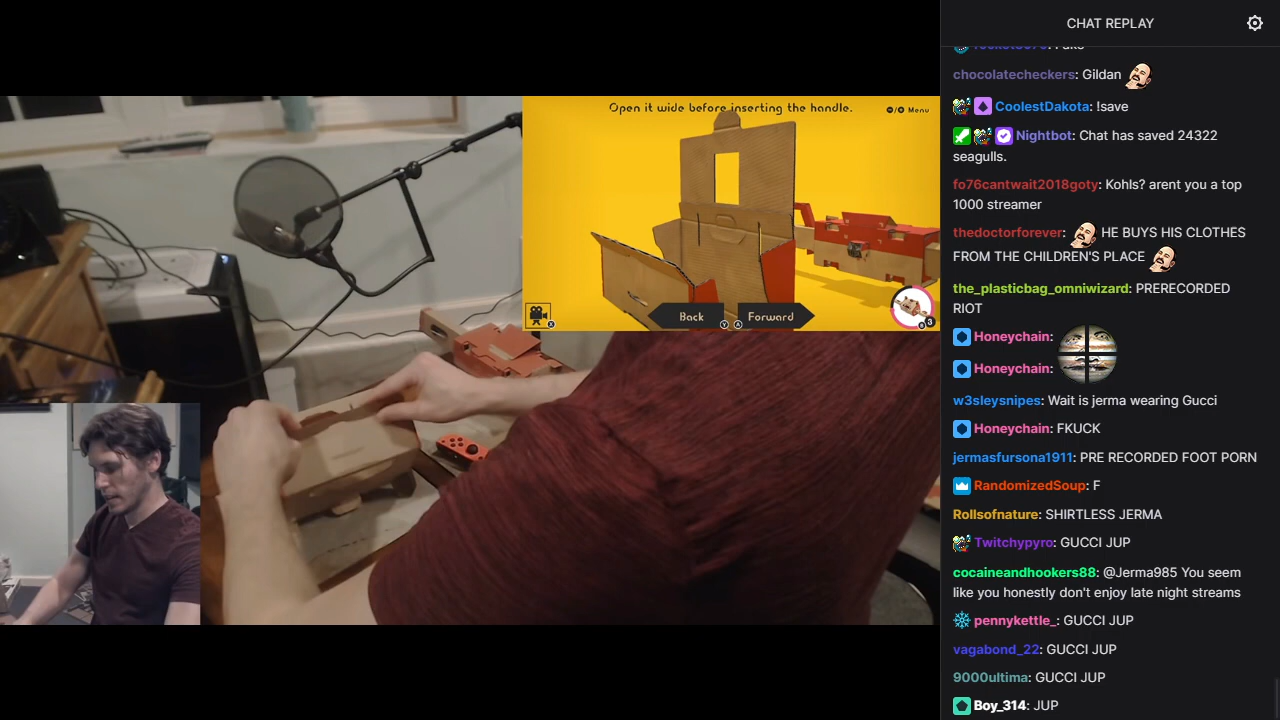 Open it wide before inserting the handle.
Menu
Back
Forward
CHAT REPLAY
chocolatecheckers: Gildan
CoolestDakota: !save
Nightbot: Chat has saved 24322
seagulls.
fo76cantwait2018goty: Kohls? arent you a top
1000 streamer
thedoctorforever: HE BUYS HIS CLOTHES
FROM THE CHILDREN'S PLACE
the_plasticbag_omniwizard: PRERECORDED
RIOT
Honeychain:
Honeychain:
w3sleysnipes: Wait is jerma wearing Gucci
Honeychain: FKUCK
jermasfursona1911: PRE RECORDED FOOT PORN
RandomizedSoup: F
Rollsofnature: SHIRTLESS JERMA
Twitchypyro: GUCCI JUP
cocaineandhookers88: @Jerma985 You seem
like you honestly don't enjoy late night streams
pennykettle_: GUCCI JUP
vagabond_22: GUCCI JUP
9000ultima: GUCCI JUP
Boy_314: JUP